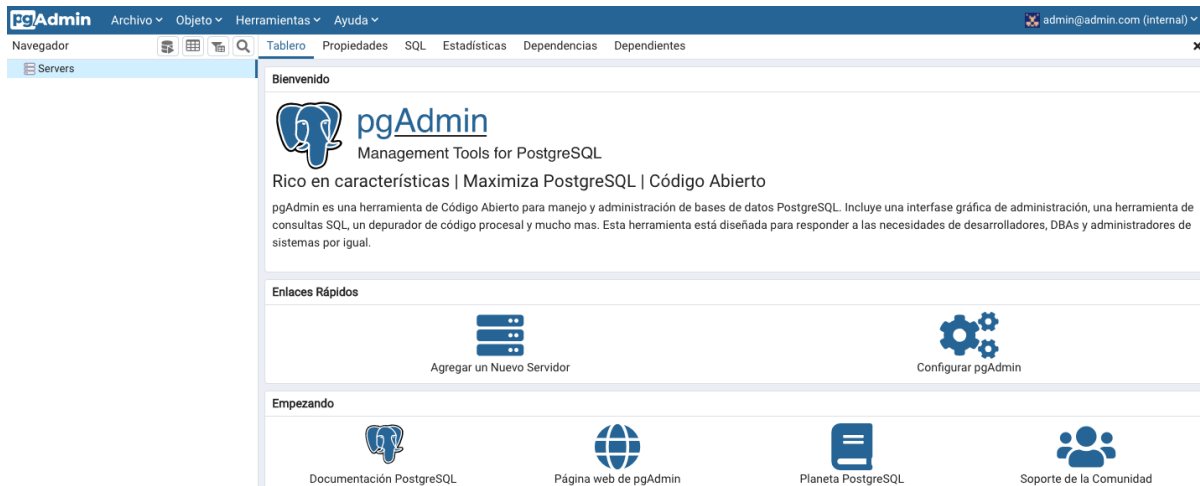 pgAdmin Archivo Objeto Herramientas Ayuda admin@admin.com (internal)
Navegador Tablero Propiedades SQL Estadísticas Dependencias Dependientes
Servers
Bienvenido
pgAdmin
Management Tools for PostgreSQL
Rico en características | Maximiza PostgreSQL | Código Abierto
pgAdmin es una herramienta de Código Abierto para manejo y administración de bases de datos PostgreSQL. Incluye una interfase gráfica de administración, una herramienta de
consultas SQL, un depurador de código procesal y mucho mas. Esta herramienta está diseñada para responder a las necesidades de desarrolladores, DBAs y administradores de
sistemas por igual.
Enlaces Rápidos
Agregar un Nuevo Servidor Configurar pgAdmin
Empezando
Documentación PostgreSQL Página web de pgAdmin Planeta PostgreSQL Soporte de la Comunidad